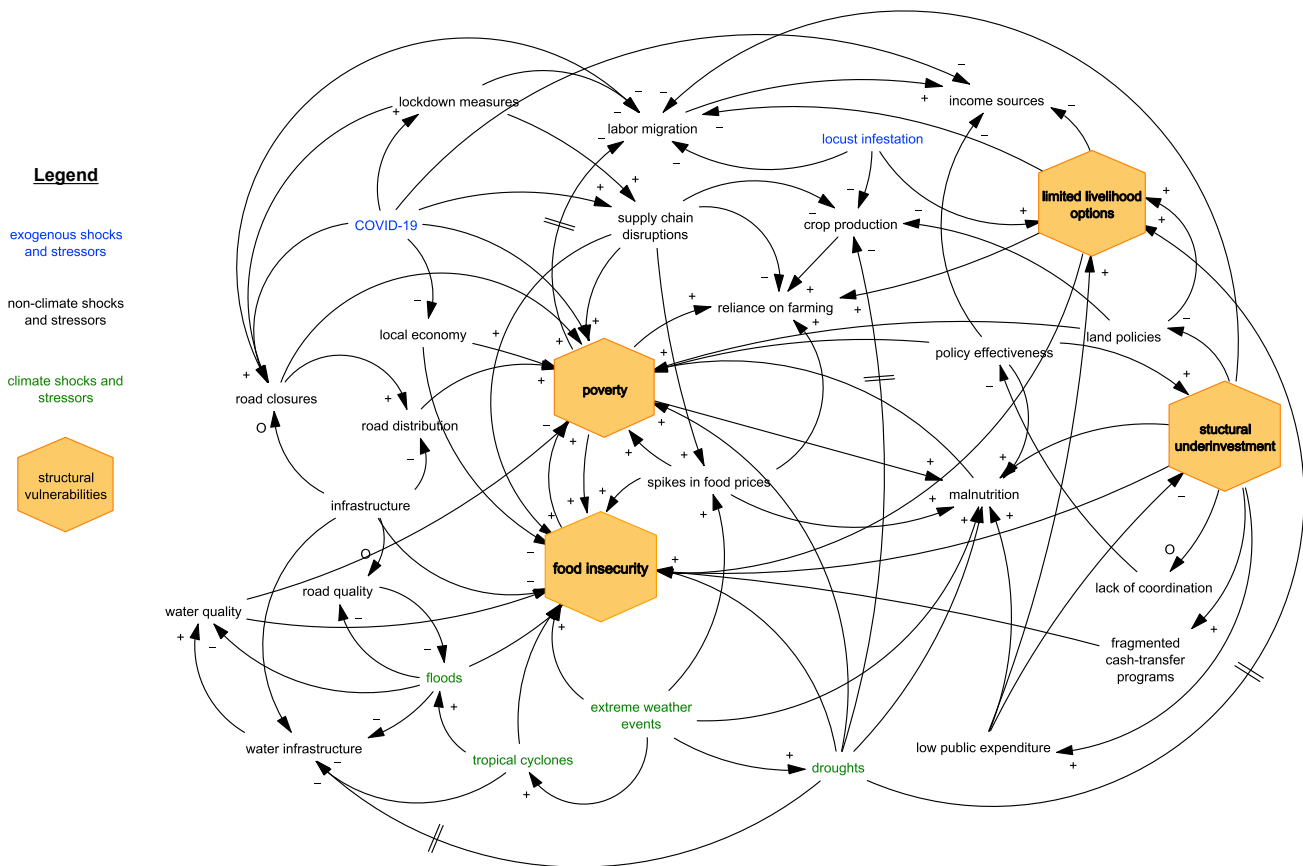 Legend
exogenous shocks
and stressors
non-climate shocks
and stressors
climate shocks and
stressors
structural
vulnerabilities
lockdown measures
labor migration
income sources
locust infestation
limited livelihood
options
COVID-19
supply chain
disruptions
crop production
reliance on farming
local economy
land policies
policy effectiveness
road closures
poverty
road distribution
stuctural
underinvestment
spikes in food prices
malnutrition
infrastructure
food insecurity
road quality
lack of coordination
water quality
fragmented
cash-transfer
programs
floods
extreme weather
events
water infrastructure
tropical cyclones
droughts
low public expenditure